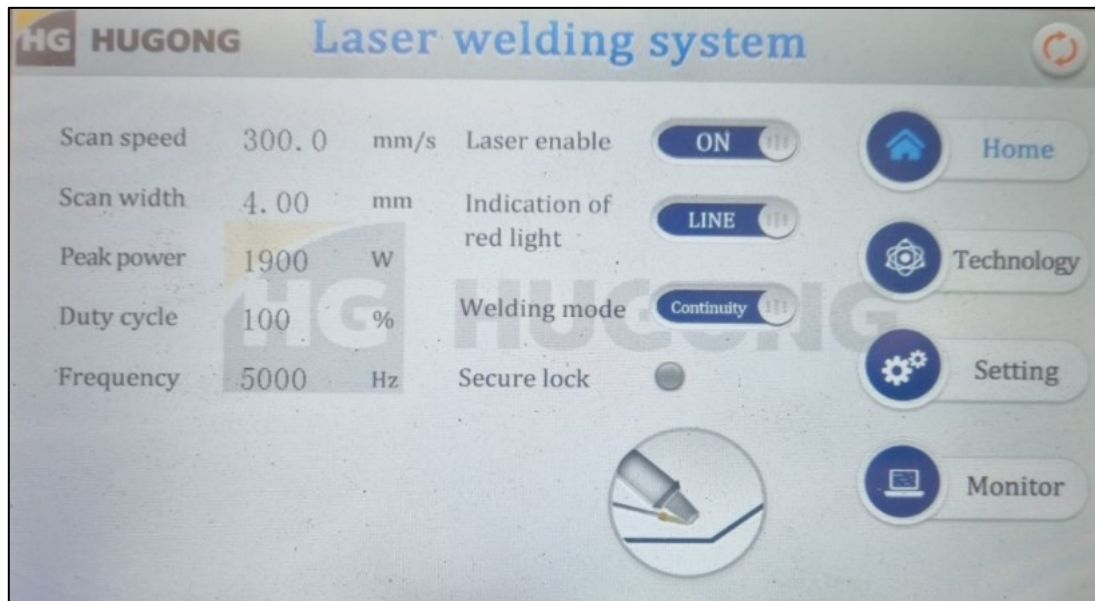 HG HUGONG Laser welding system
Scan speed 300.0 mm/s Laser enable ON
Home
Scan width 4.00 mm Indication of red light LINE
Peak power 1900 W
Technology
Duty cycle 100 % Welding mode Continuity
Frequency 5000 Hz Secure lock
Setting
Monitor
HG HUGONG